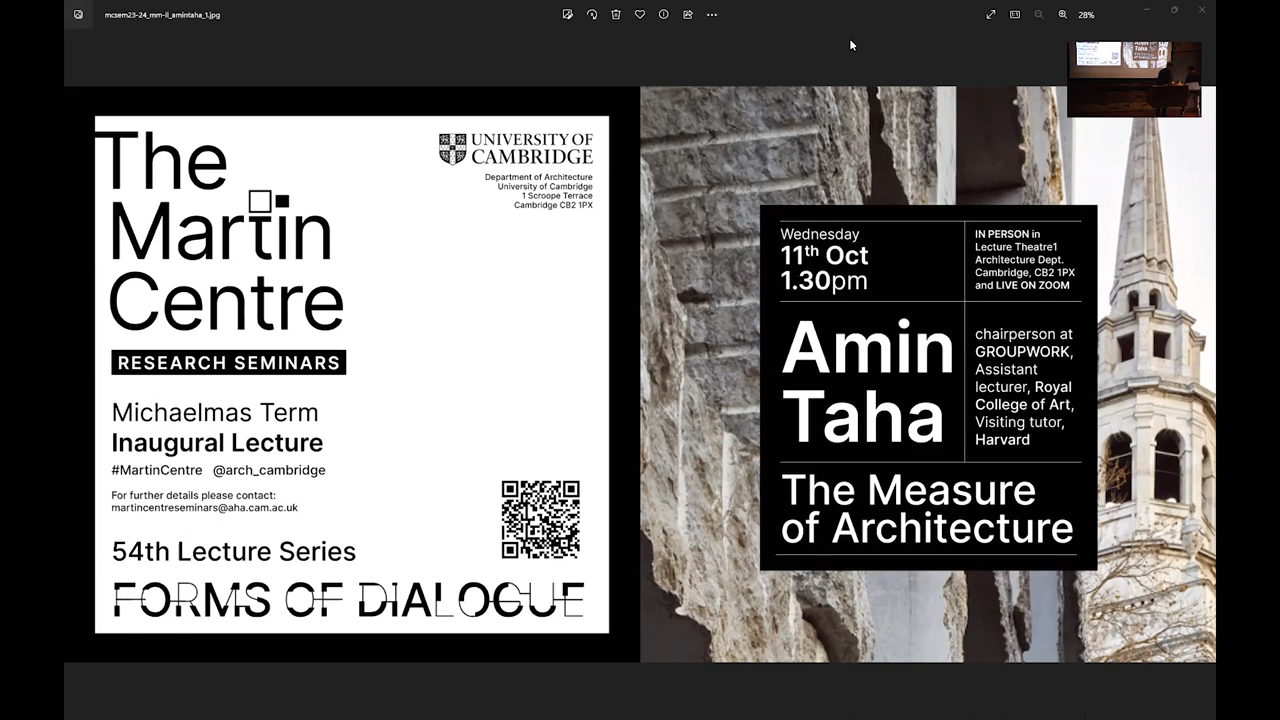 mcsem23-24_mm-il_amintaha_1.jpg
28%
The
Martin
Centre
RESEARCH SEMINARS
UNIVERSITY OF
CAMBRIDGE
Department of Architecture
University of Cambridge
1 Scroope Terrace
Cambridge CB2 1PX
Michaelmas Term
Inaugural Lecture
#MartinCentre @arch_cambridge
For further details please contact:
martincentreseminars@aha.cam.ac.uk
54th Lecture Series
FORMS OF DIALOGUE
Wednesday
11th Oct
1.30pm
IN PERSON in
Lecture Theatre1
Architecture Dept.
Cambridge, CB2 1PX
and LIVE ON ZOOM
Amin
Taha
chairperson at
GROUPWORK,
Assistant
lecturer, Royal
College of Art,
Visiting tutor,
Harvard
The Measure
of Architecture
Amin
Taha